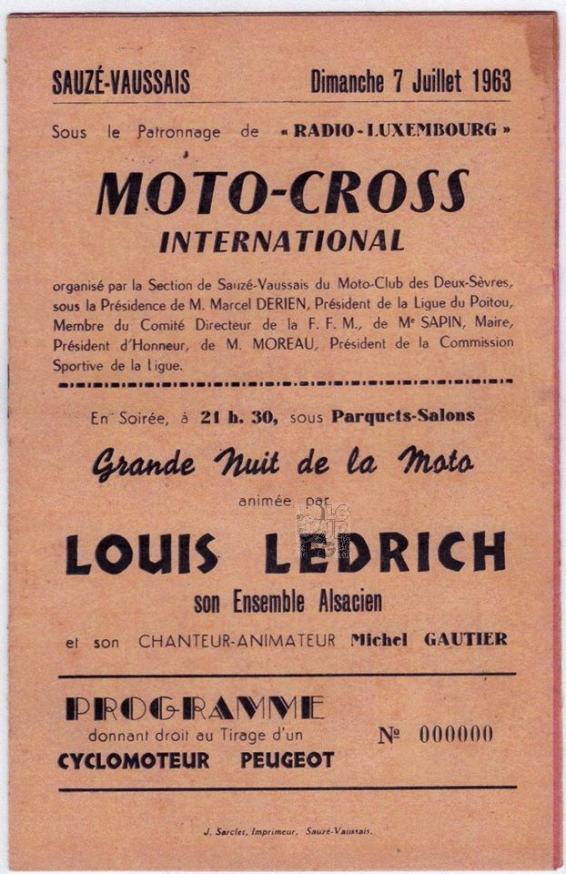 SAUZÉ-VAUSSAIS Dimanche 7 Juillet 1963
Sous le Patronnage de « RADIO-LUXEMBOURG »
MOTO-CROSS
INTERNATIONAL
organisé par la Section de Sauzé-Vaussais du Moto-Club des Deux-Sèvres,
sous la Présidence de M. Marcel DERIEN, Président de la Ligue du Poitou,
Membre du Comité Directeur de la F. F. M., de Me SAPIN, Maire,
Président d'Honneur, de M. MOREAU, Président de la Commission
Sportive de la Ligue.
En Soirée, à 21 h. 30, sous Parquets-Salons
Grande Nuit de la Moto
animée par
LOUIS LEDRICH
son Ensemble Alsacien
et son CHANTEUR-ANIMATEUR Michel GAUTIER
PROGRAMME
donnant droit au Tirage d'un
CYCLOMOTEUR PEUGEOT
Nº 000000
J. Sarclet, Imprimeur, Sauzé-Vaussais.